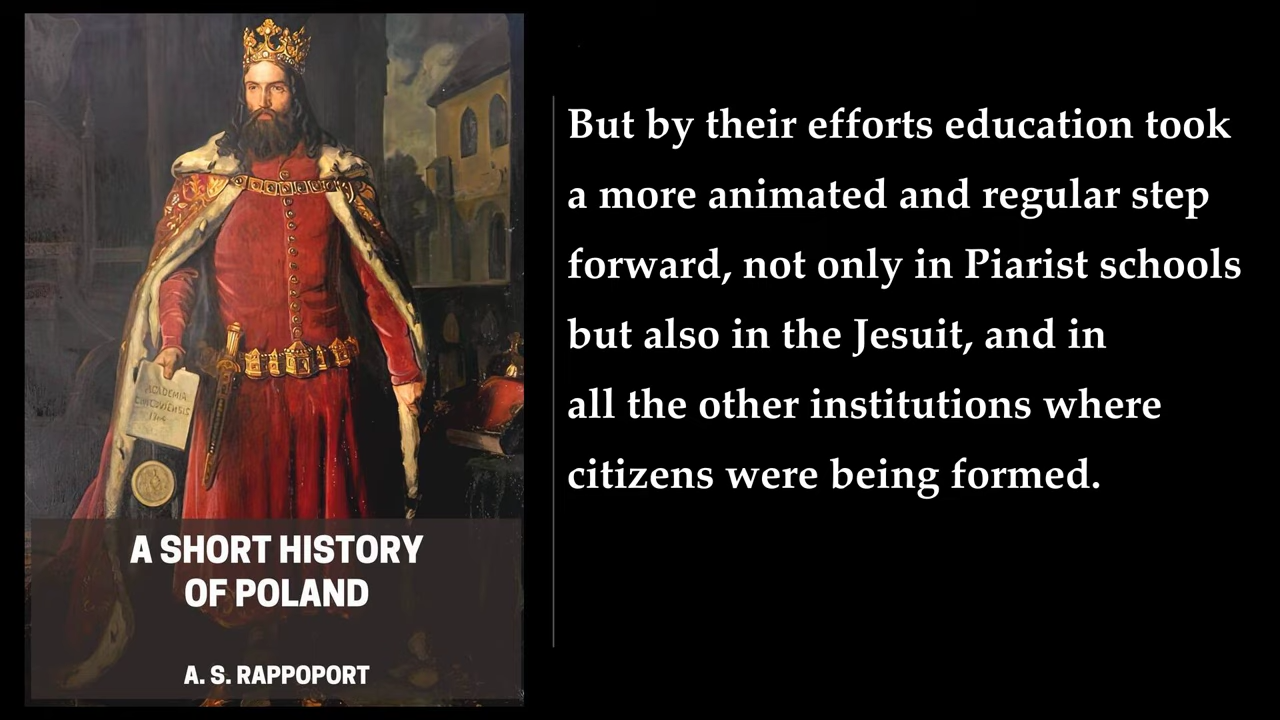 ACADEMIA
CRACOVIENSIS
A SHORT HISTORY
OF POLAND
A. S. RAPPOPORT
But by their efforts education took
a more animated and regular step
forward, not only in Piarist schools
but also in the Jesuit, and in
all the other institutions where
citizens were being formed.